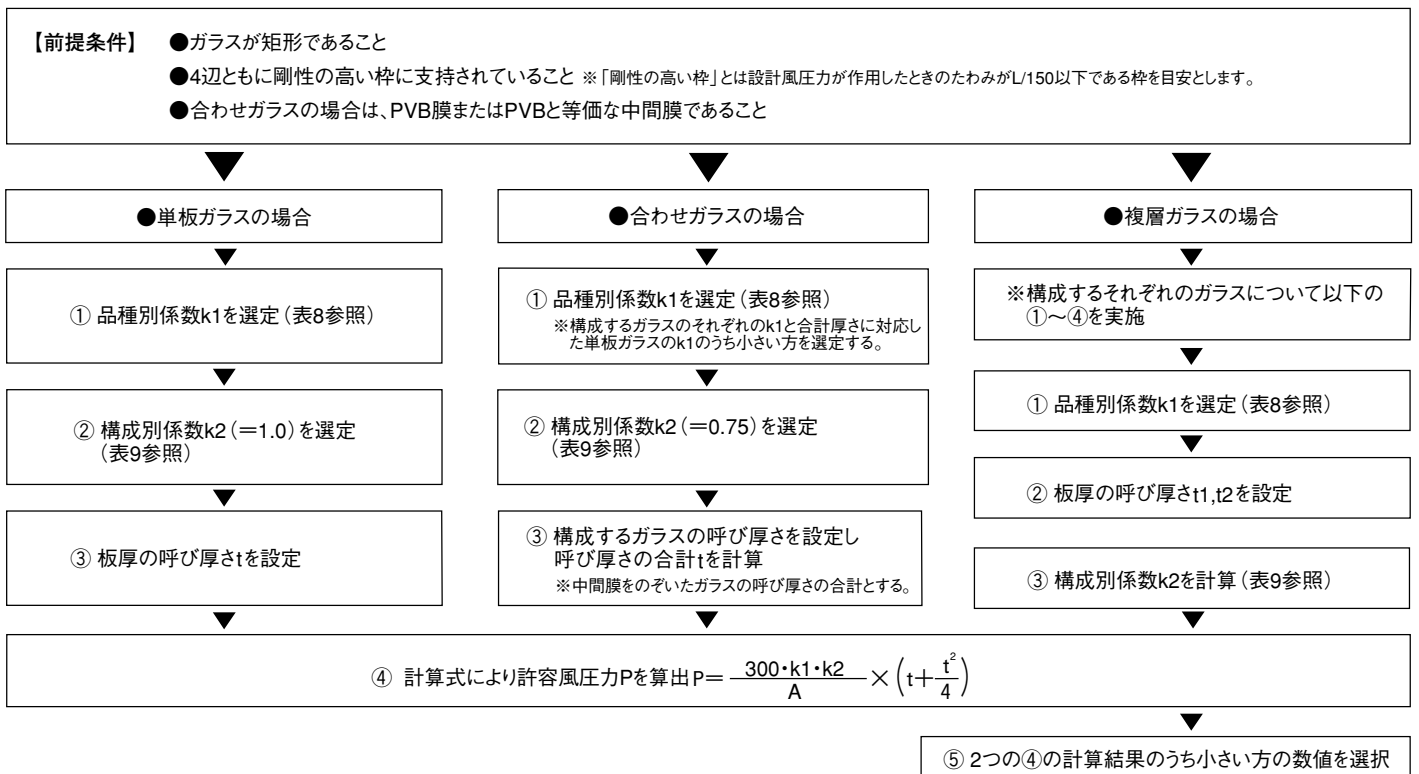 【前提条件】 ●ガラスが矩形であること
●4辺ともに剛性の高い枠に支持されていること ※「剛性の高い枠」とは設計風圧力が作用したときのたわみがL/150以下である枠を目安とします。
●合わせガラスの場合は、PVB膜またはPVBと等価な中間膜であること
●単板ガラスの場合
① 品種別係数k1を選定（表8参照）
② 構成別係数k2（＝1.0）を選定
（表9参照）
③ 板厚の呼び厚さtを設定
●合わせガラスの場合
① 品種別係数k1を選定（表8参照）
※構成するガラスのそれぞれのk1と合計厚さに対応し
た単板ガラスのk1のうち小さい方を選定する。
② 構成別係数k2（＝0.75）を選定
（表9参照）
③ 構成するガラスの呼び厚さを設定し
呼び厚さの合計tを計算
※中間膜をのぞいたガラスの呼び厚さの合計とする。
●複層ガラスの場合
※構成するそれぞれのガラスについて以下の
①〜④を実施
① 品種別係数k1を選定（表8参照）
② 板厚の呼び厚さt1,t2を設定
③ 構成別係数k2を計算（表9参照）
④ 計算式により許容風圧力Pを算出 P＝ 300・k1・k2 / A ×(t＋t²/4)
⑤ 2つの④の計算結果のうち小さい方の数値を選択